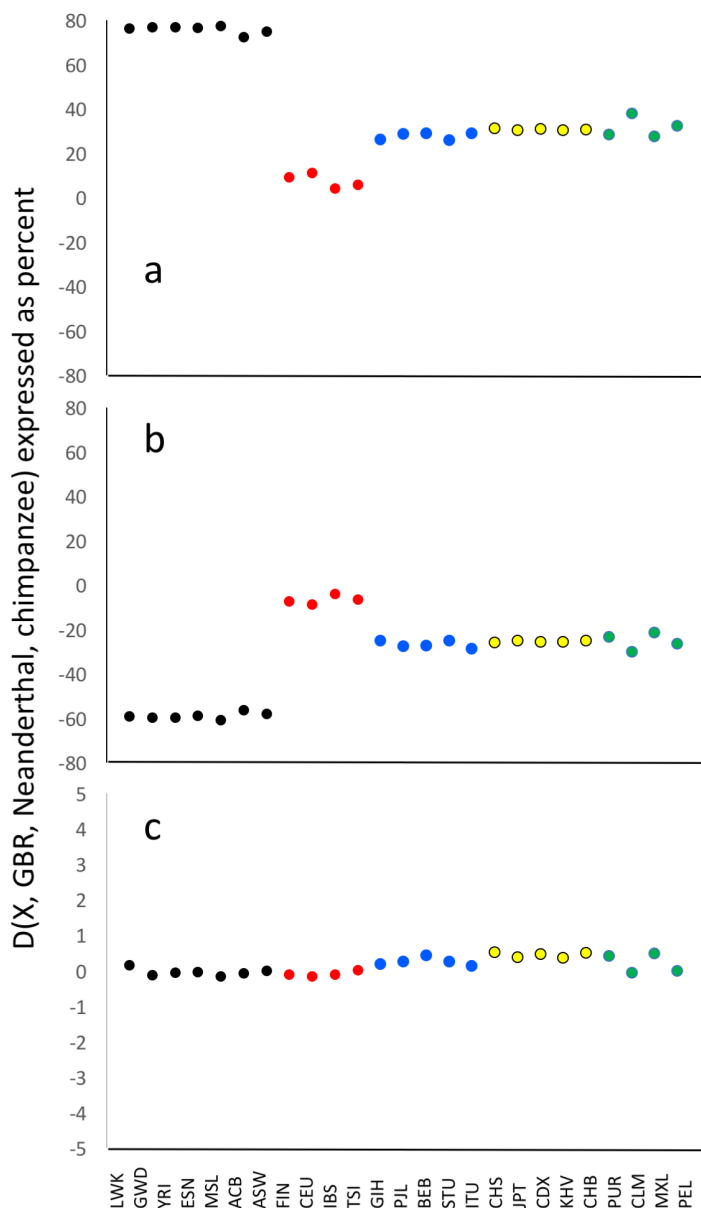 D(X, GBR, Neanderthal, chimpanzee) expressed as percent
80
60
40
20
0
-20
-40
-60
-80
a
80
60
40
20
0
-20
-40
-60
-80
b
5
4
3
2
1
0
-1
-2
-3
-4
-5
c
LWK
GWD
YRI
ESN
MSL
ACB
ASW
FIN
CEU
IBS
TSI
GIH
PJL
BEB
STU
ITU
CHS
JPT
CDX
KHV
CHB
PUR
CLM
MXL
PEL